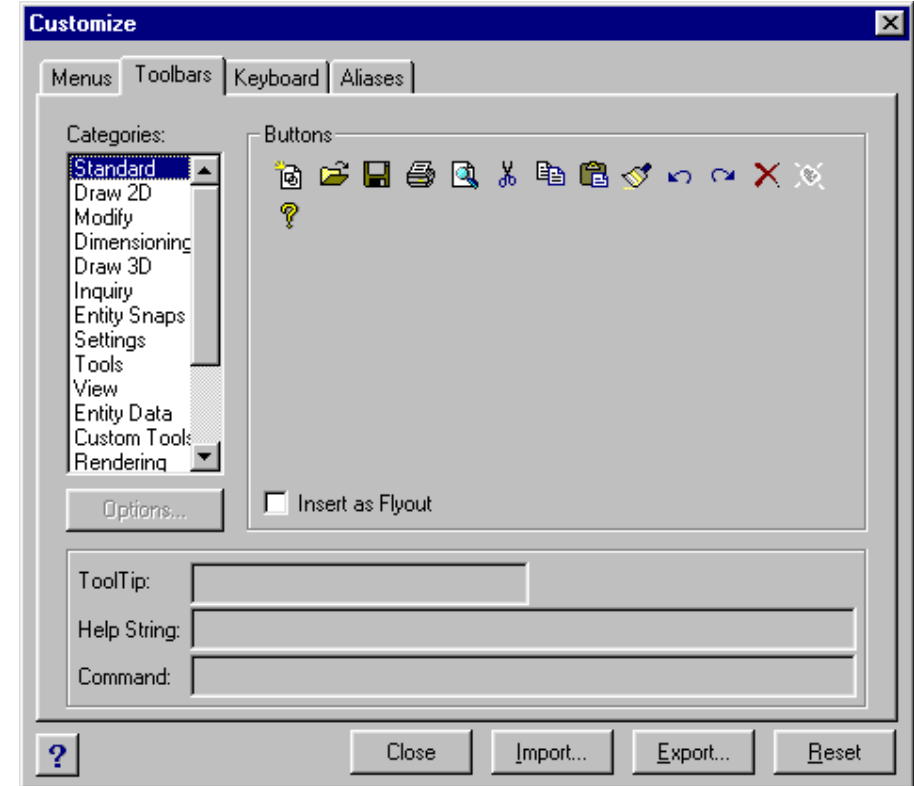 Customize
Menus Toolbars Keyboard Aliases
Categories:
Buttons
Standard
Draw 2D
Modify
Dimensioning
Draw 3D
Inquiry
Entity Snaps
Settings
Tools
View
Entity Data
Custom Tools
Rendering
Options...
Insert as Flyout
ToolTip:
Help String:
Command:
? Close Import... Export... Reset